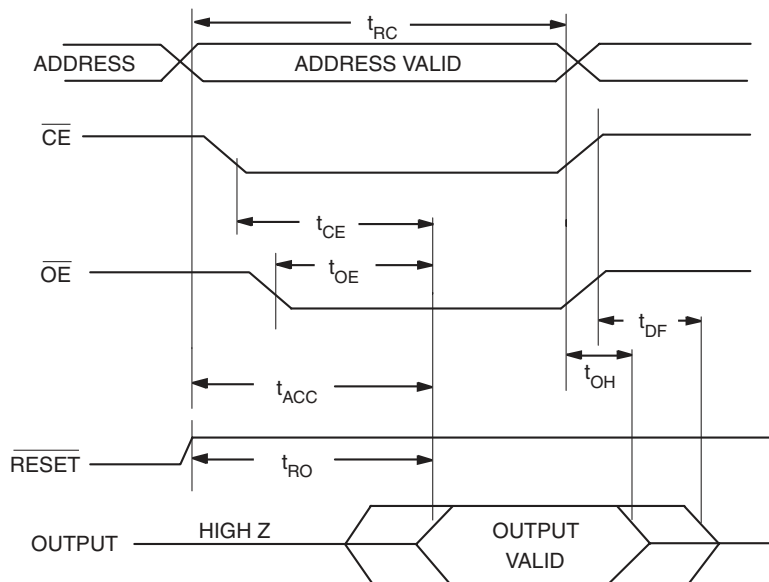 tRC
ADDRESS
ADDRESS VALID
CE
tCE
OE
tOE
tDF
tOH
tACC
RESET
tRO
OUTPUT
HIGH Z
OUTPUT
VALID